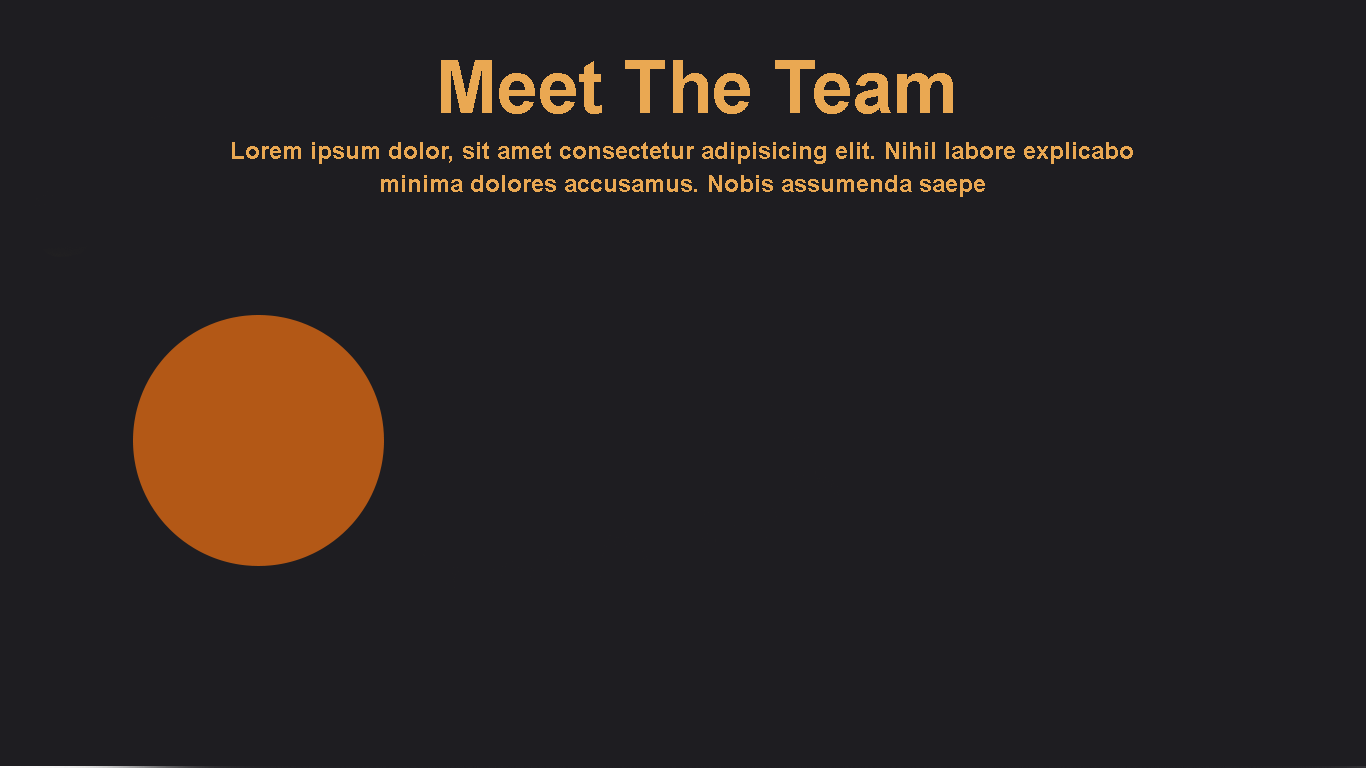 Meet The Team
Lorem ipsum dolor, sit amet consectetur adipisicing elit. Nihil labore explicabo
minima dolores accusamus. Nobis assumenda saepe